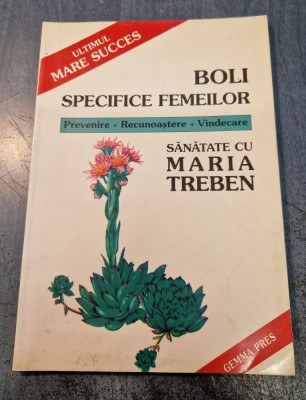 ULTIMUL
MARE SUCCES
BOLI
SPECIFICE FEMEILOR
Prevenire • Recunoaștere • Vindecare
SĂNĂTATE CU
MARIA
TREBEN
GEMMA PRES